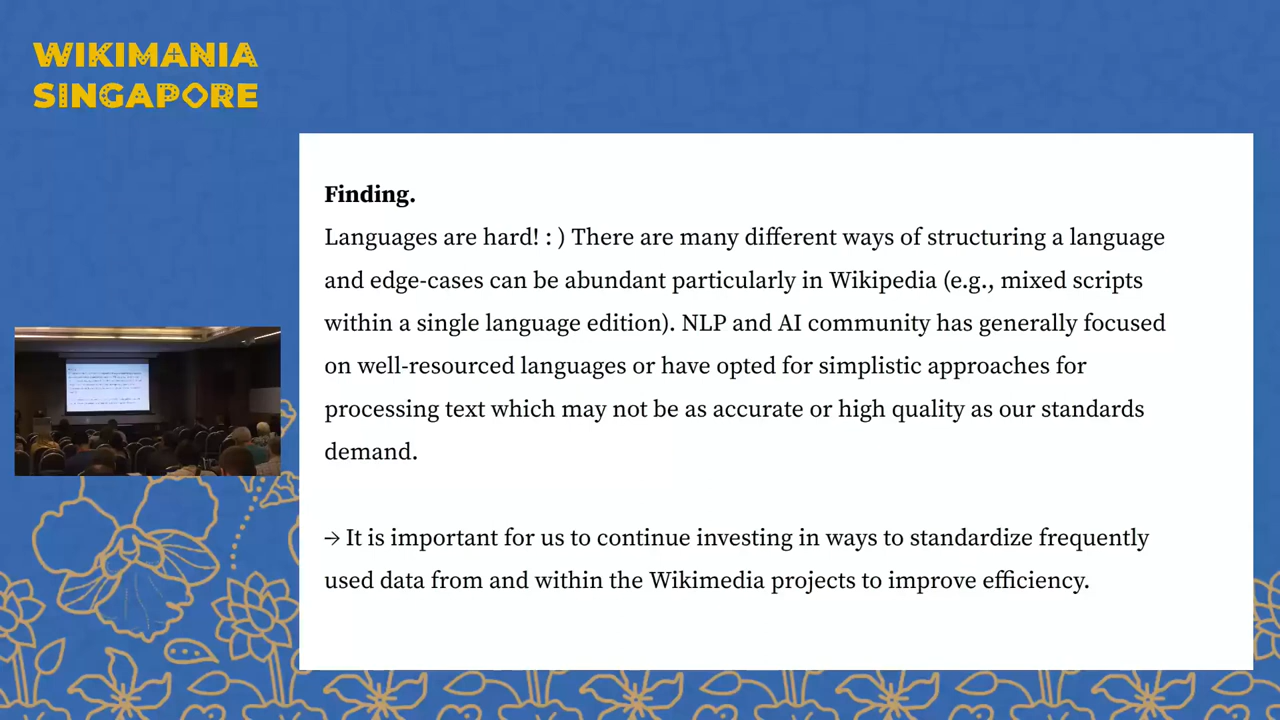 WIKIMANIA
SINGAPORE
Finding.
Languages are hard! : ) There are many different ways of structuring a language
and edge-cases can be abundant particularly in Wikipedia (e.g., mixed scripts
within a single language edition). NLP and AI community has generally focused
on well-resourced languages or have opted for simplistic approaches for
processing text which may not be as accurate or high quality as our standards
demand.
→ It is important for us to continue investing in ways to standardize frequently
used data from and within the Wikimedia projects to improve efficiency.